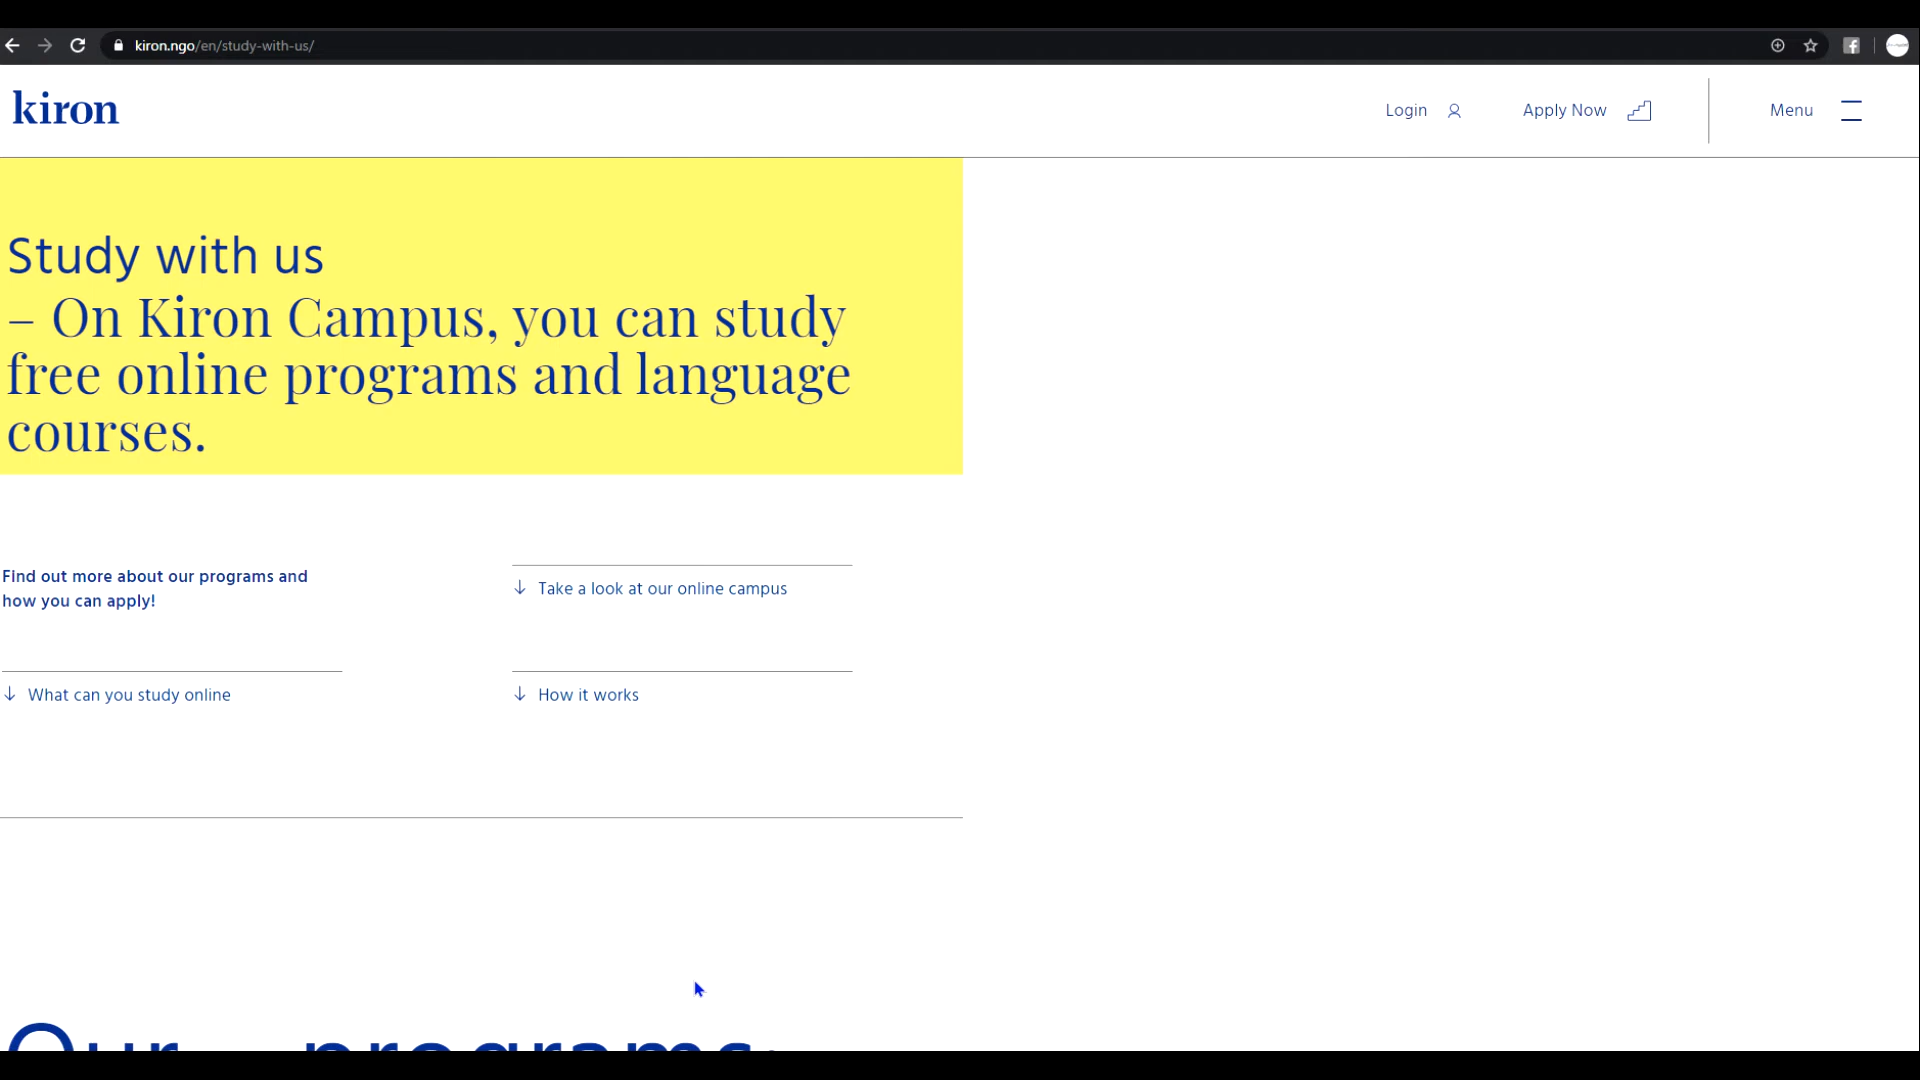 kiron.ngo/en/study-with-us/
kiron
Login
Apply Now
Menu
Study with us
– On Kiron Campus, you can study
free online programs and language
courses.
Find out more about our programs and
how you can apply!
Take a look at our online campus
What can you study online
How it works
Our programs